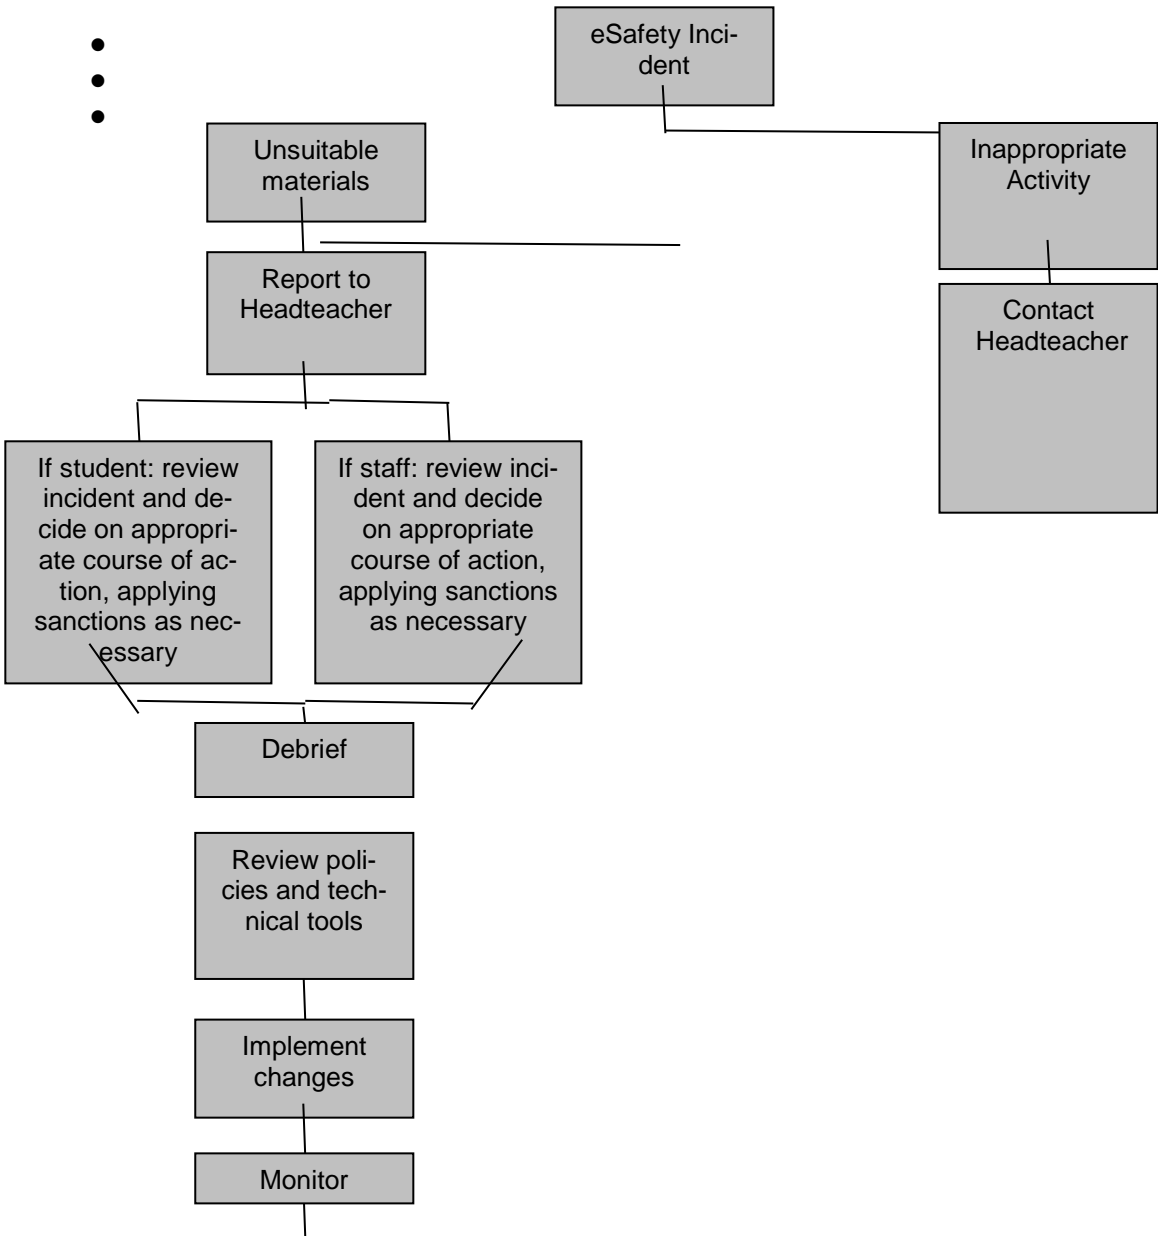 •
•
•
eSafety Inci-
dent
Unsuitable
materials
Inappropriate
Activity
Report to
Headteacher
Contact
Headteacher
If student: review
incident and de-
cide on appropri-
ate course of ac-
tion, applying
sanctions as nec-
essary
If staff: review inci-
dent and decide
on appropriate
course of action,
applying sanctions
as necessary
Debrief
Review poli-
cies and tech-
nical tools
Implement
changes
Monitor